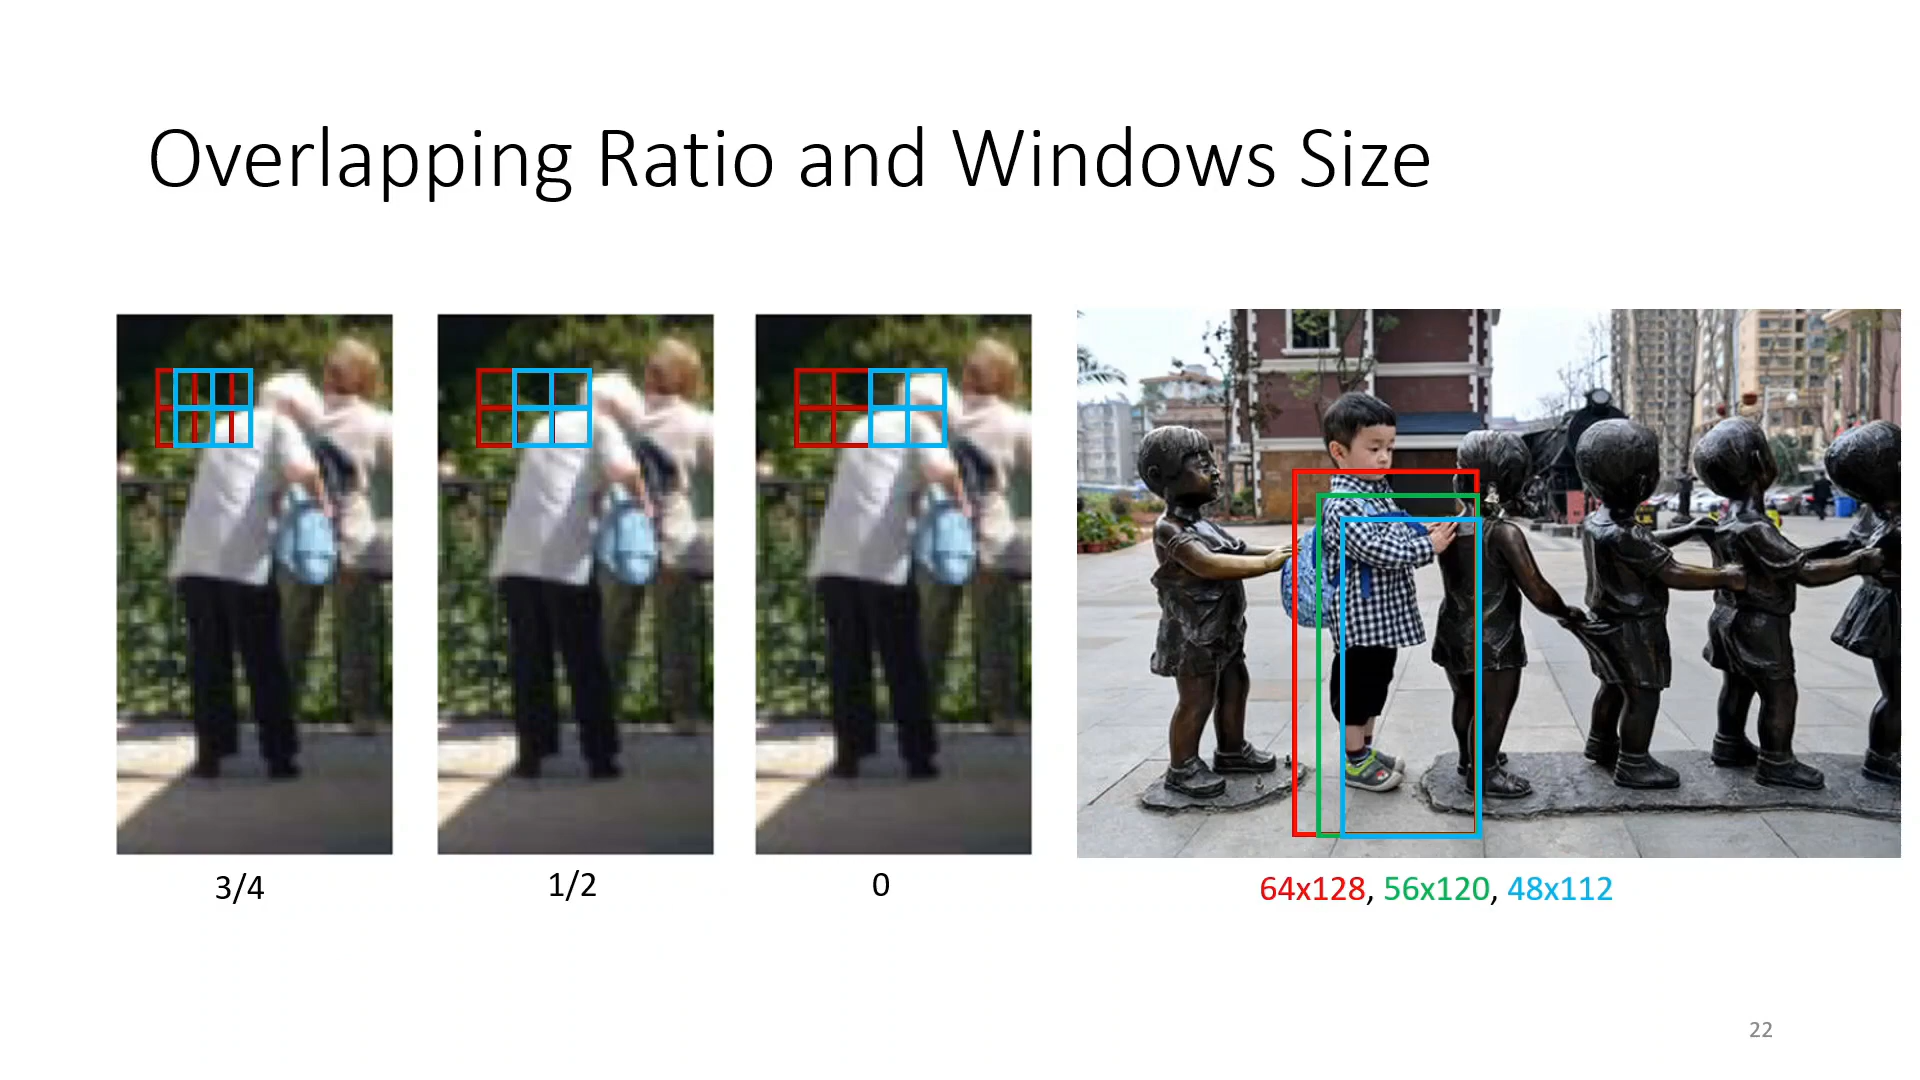 Overlapping Ratio and Windows Size
3/4
1/2
0
64x128, 56x120, 48x112
22